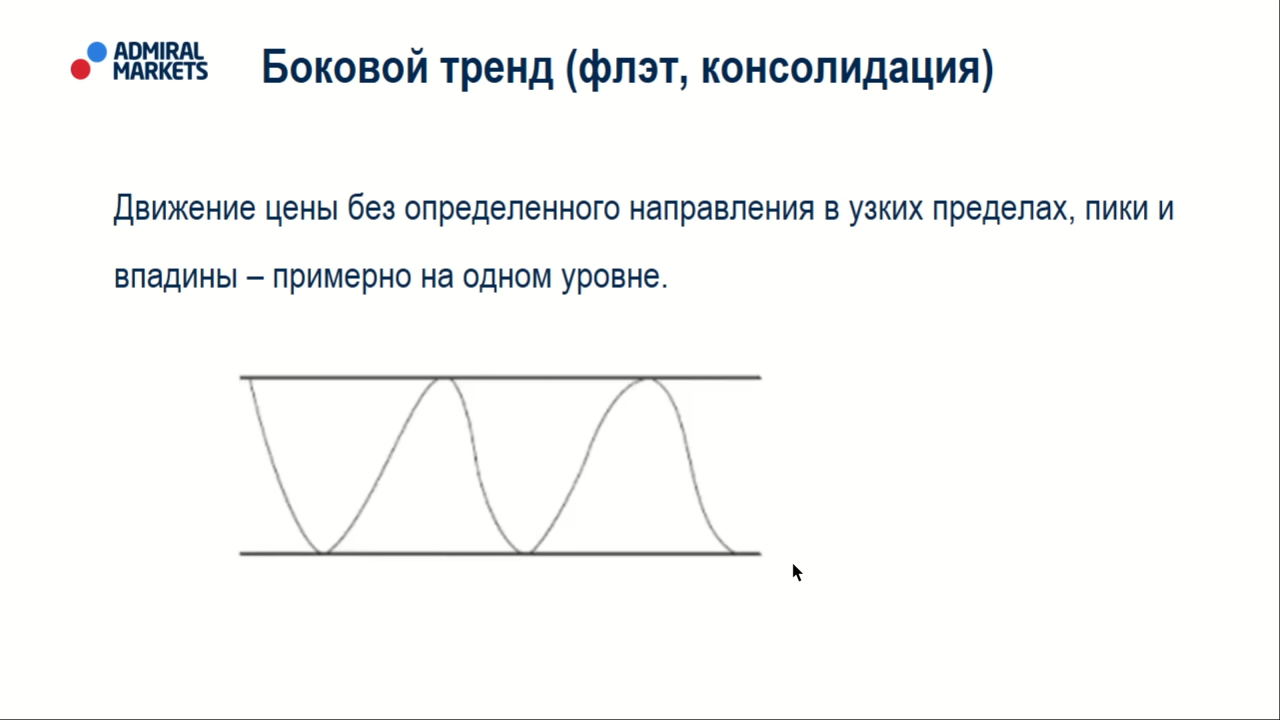 ADMIRAL
MARKETS
Боковой тренд (флэт, консолидация)
Движение цены без определенного направления в узких пределах, пики и
впадины – примерно на одном уровне.